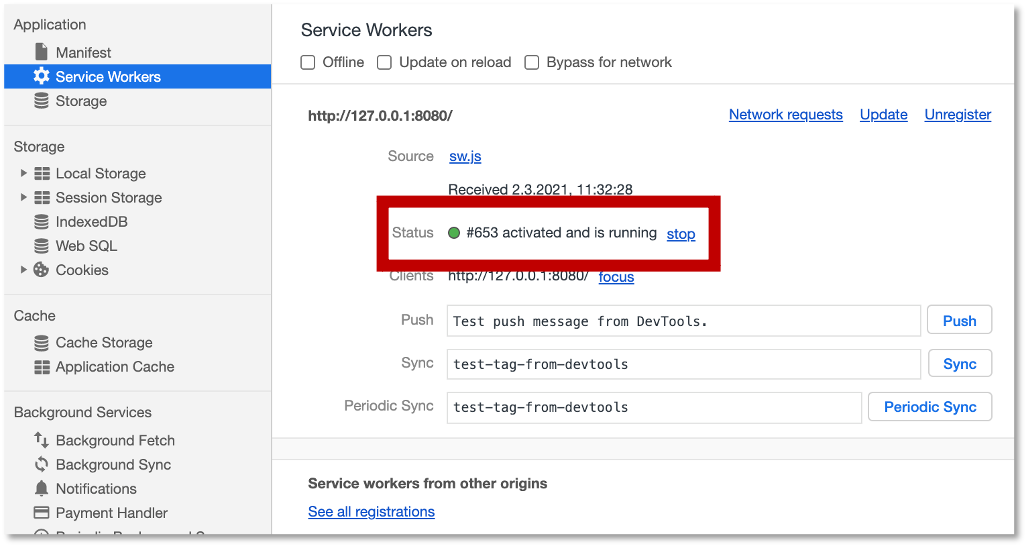 Application
Manifest
Service Workers
Storage
Storage
Local Storage
Session Storage
IndexedDB
Web SQL
Cookies
Cache
Cache Storage
Application Cache
Background Services
Background Fetch
Background Sync
Notifications
Payment Handler
Service Workers
Offline Update on reload Bypass for network
http://127.0.0.1:8080/ Network requests Update Unregister
Source sw.js
Received 2.3.2021, 11:32:28
Status #653 activated and is running stop
Clients http://127.0.0.1:8080/ focus
Push Test push message from DevTools. Push
Sync test-tag-from-devtools Sync
Periodic Sync test-tag-from-devtools Periodic Sync
Service workers from other origins
See all registrations